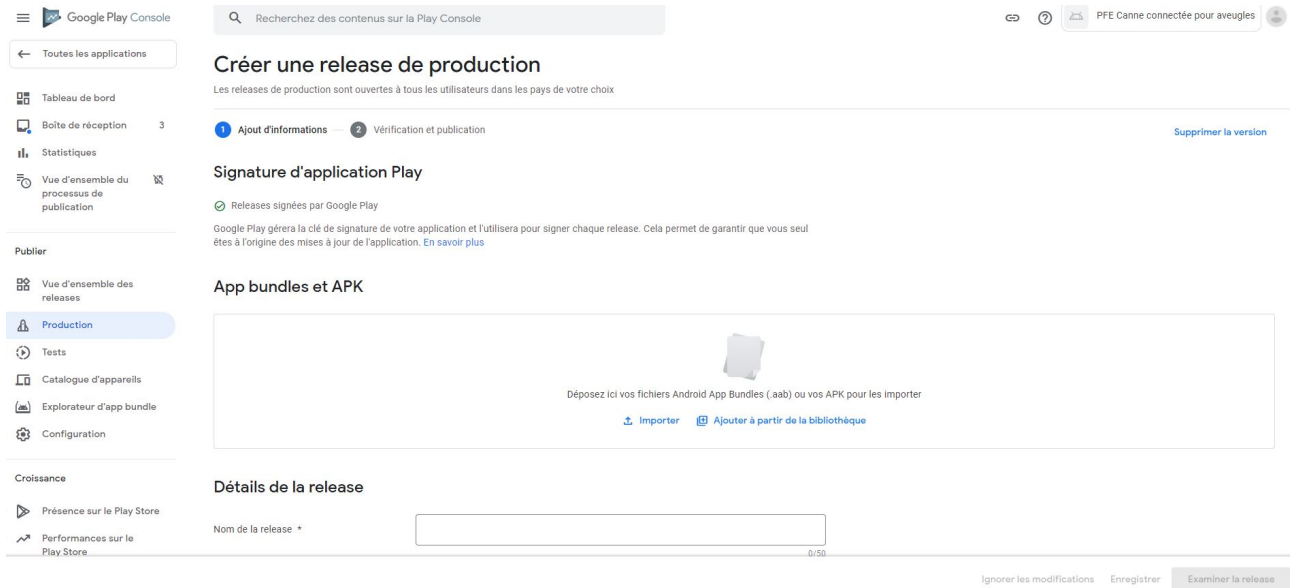 Google Play Console
Recherchez des contenus sur la Play Console
PFE Canne connectée pour aveugles
Toutes les applications
Tableau de bord
Boîte de réception 3
Statistiques
Vue d'ensemble du
processus de
publication
Publier
Vue d'ensemble des
releases
Production
Tests
Catalogue d'appareils
Explorateur d'app bundle
Configuration
Croissance
Présence sur le Play Store
Performances sur le
Play Store
Créer une release de production
Les releases de production sont ouvertes à tous les utilisateurs dans les pays de votre choix
1 Ajout d'informations 2 Vérification et publication
Supprimer la version
Signature d'application Play
Releases signées par Google Play
Google Play gérera la clé de signature de votre application et l'utilisera pour signer chaque release. Cela permet de garantir que vous seul
êtes à l'origine des mises à jour de l'application. En savoir plus
App bundles et APK
Déposez ici vos fichiers Android App Bundles (.aab) ou vos APK pour les importer
Importer Ajouter à partir de la bibliothèque
Détails de la release
Nom de la release *
0/50
Ignorer les modifications Enregistrer Examiner la release